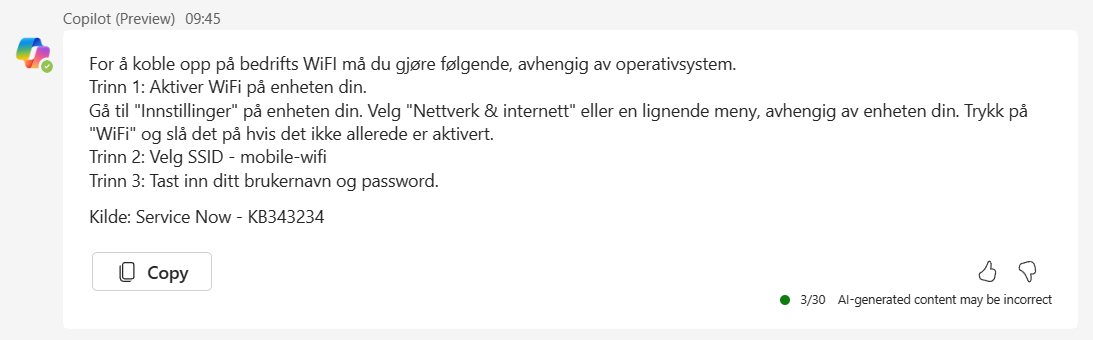 Copilot (Preview) 09:45
For å koble opp på bedrifts WiFI må du gjøre følgende, avhengig av operativsystem.
Trinn 1: Aktiver WiFi på enheten din.
Gå til "Innstillinger" på enheten din. Velg "Nettverk & internett" eller en lignende meny, avhengig av enheten din. Trykk på
"WiFi" og slå det på hvis det ikke allerede er aktivert.
Trinn 2: Velg SSID - mobile-wifi
Trinn 3: Tast inn ditt brukernavn og password.
Kilde: Service Now - KB343234
Copy
3/30 AI-generated content may be incorrect